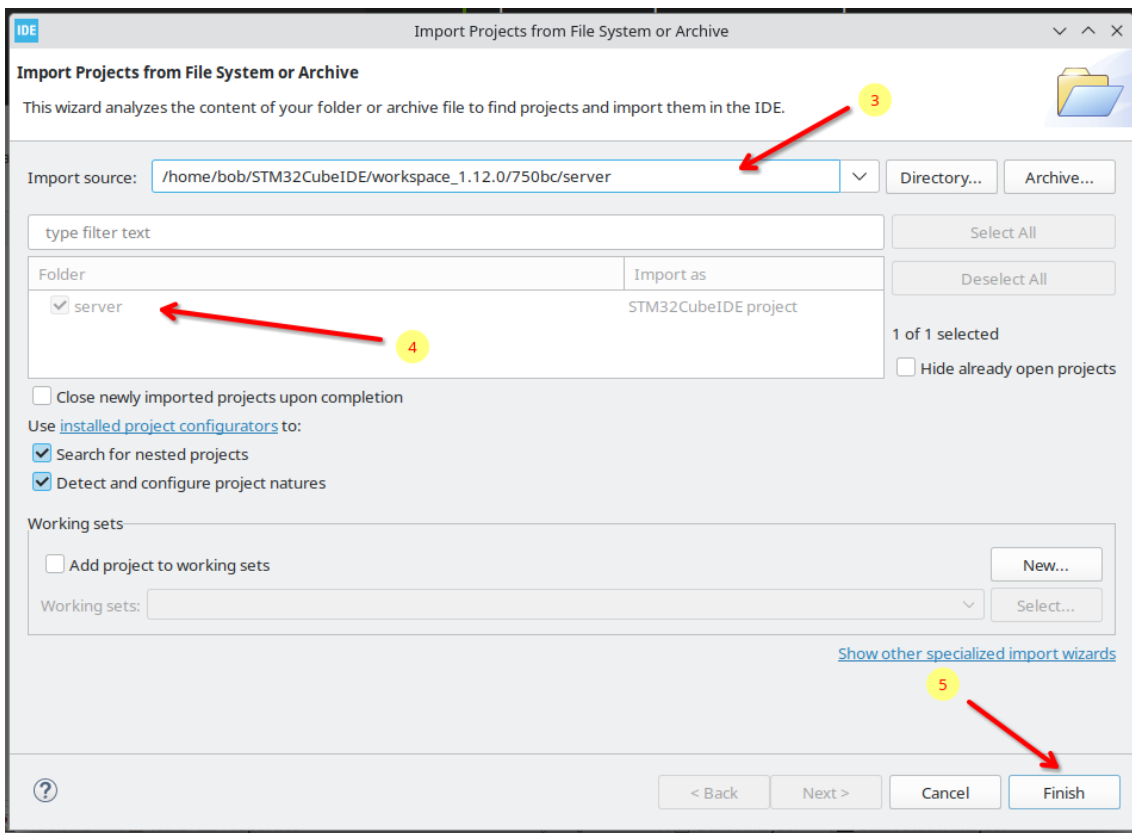 IDE
Import Projects from File System or Archive
Import Projects from File System or Archive
This wizard analyzes the content of your folder or archive file to find projects and import them in the IDE.
3
Import source: /home/bob/STM32CubeIDE/workspace_1.12.0/750bc/server Directory... Archive...
type filter text Select All
Folder Import as Deselect All
server STM32CubeIDE project
4
1 of 1 selected
Hide already open projects
Close newly imported projects upon completion
Use installed project configurators to:
Search for nested projects
Detect and configure project natures
Working sets
Add project to working sets New...
Working sets: Select...
Show other specialized import wizards
5
? < Back Next > Cancel Finish